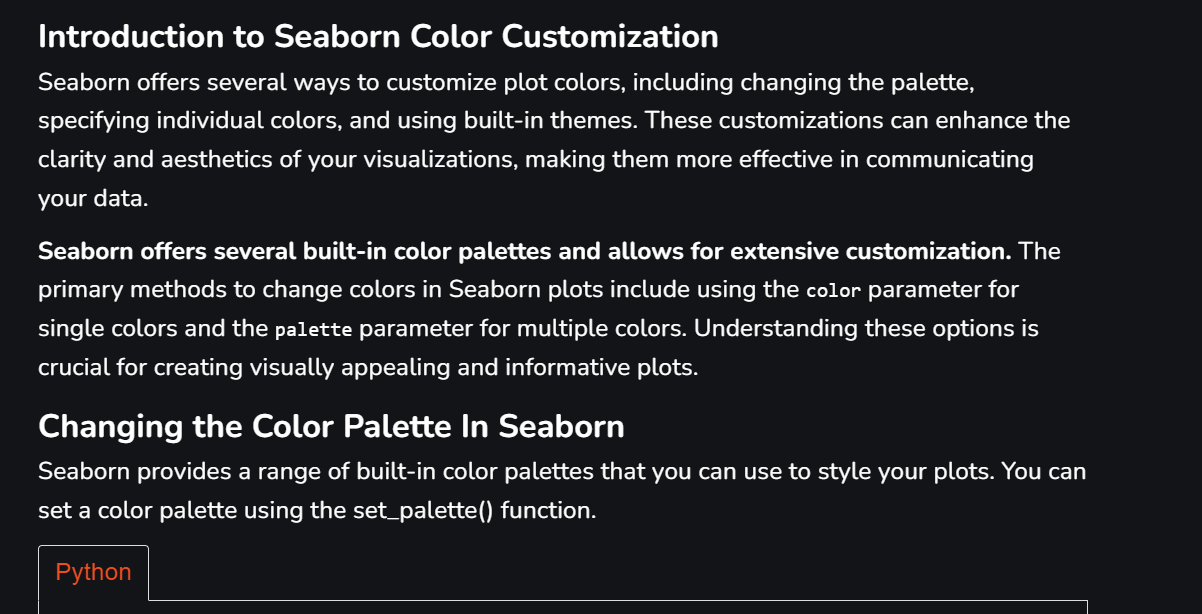 Introduction to Seaborn Color Customization
Seaborn offers several ways to customize plot colors, including changing the palette,
specifying individual colors, and using built-in themes. These customizations can enhance the
clarity and aesthetics of your visualizations, making them more effective in communicating
your data.
Seaborn offers several built-in color palettes and allows for extensive customization. The
primary methods to change colors in Seaborn plots include using the color parameter for
single colors and the palette parameter for multiple colors. Understanding these options is
crucial for creating visually appealing and informative plots.
Changing the Color Palette In Seaborn
Seaborn provides a range of built-in color palettes that you can use to style your plots. You can
set a color palette using the set_palette() function.
Python